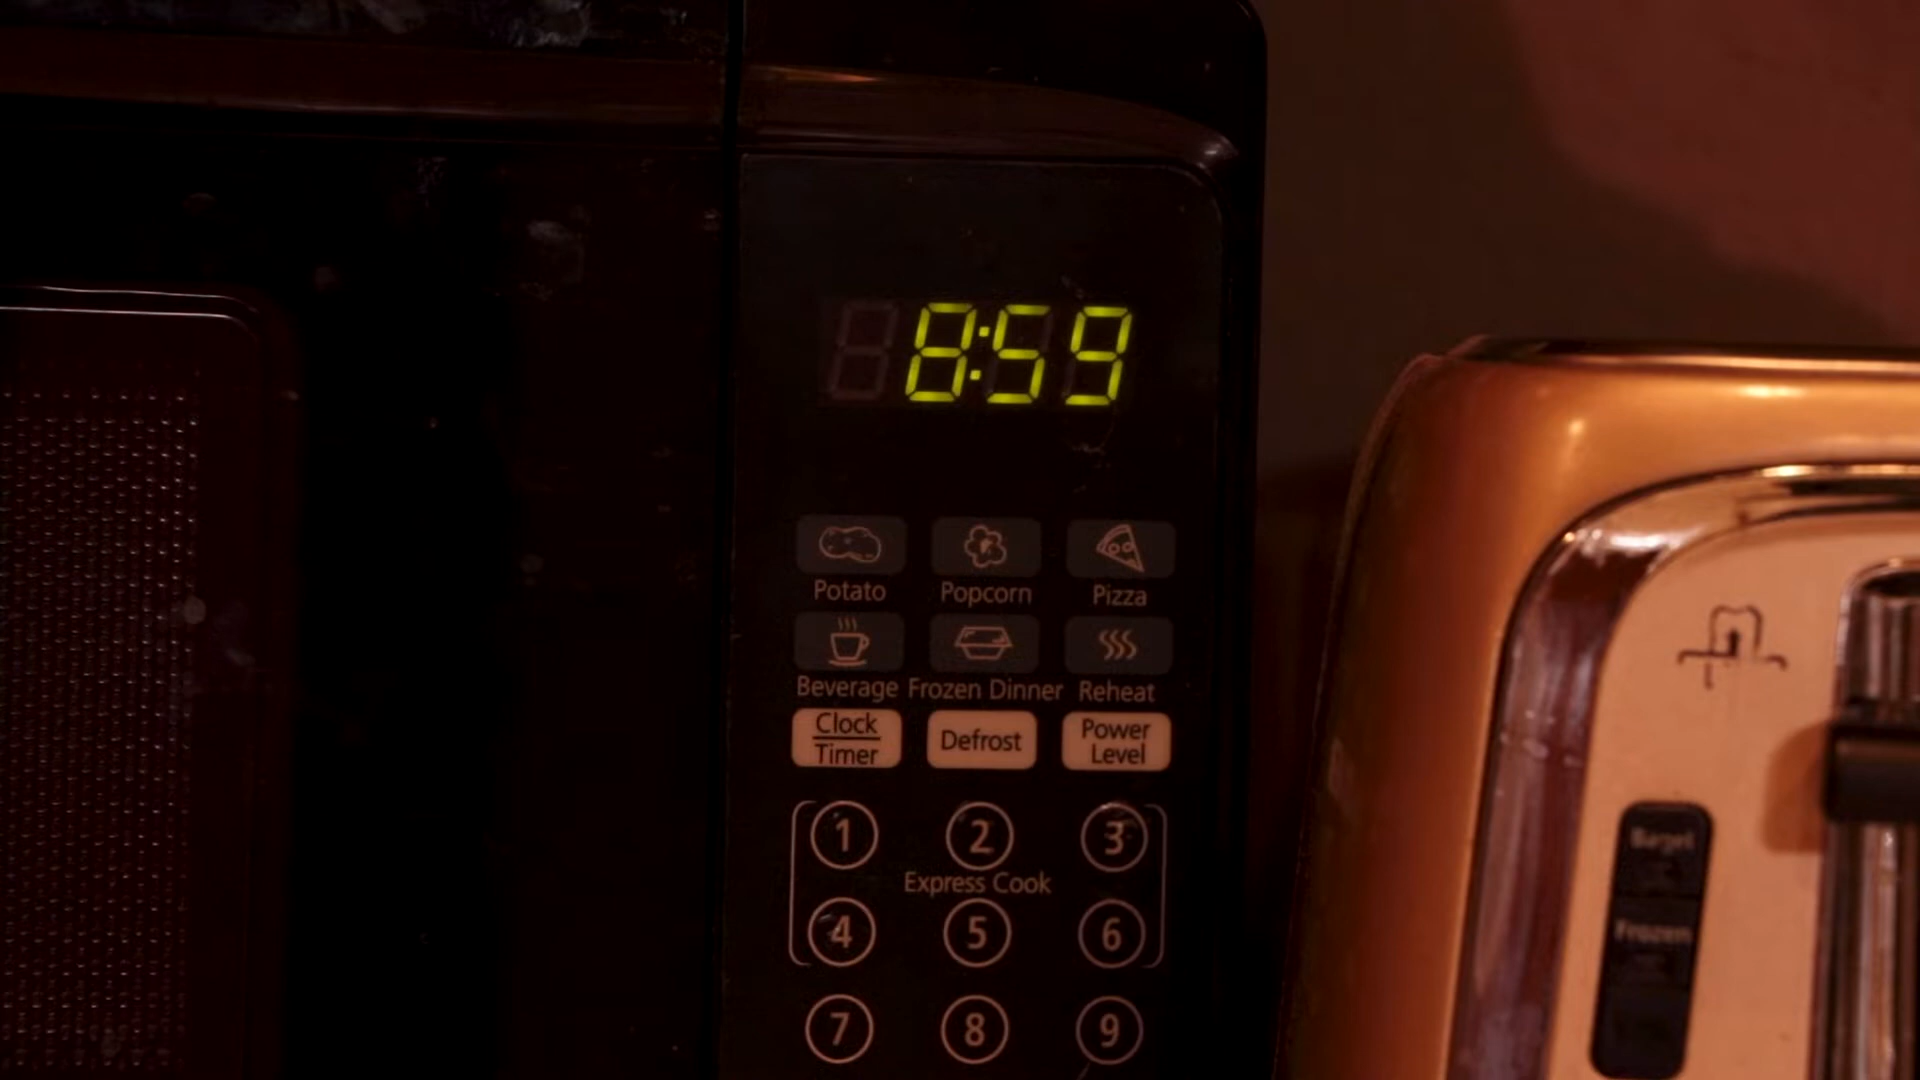 8:59
Potato Popcorn Pizza
Beverage Frozen Dinner Reheat
Clock
Timer
Defrost
Power
Level
1 2 3
Express Cook
4 5 6
7 8 9
Bagel
Frozen